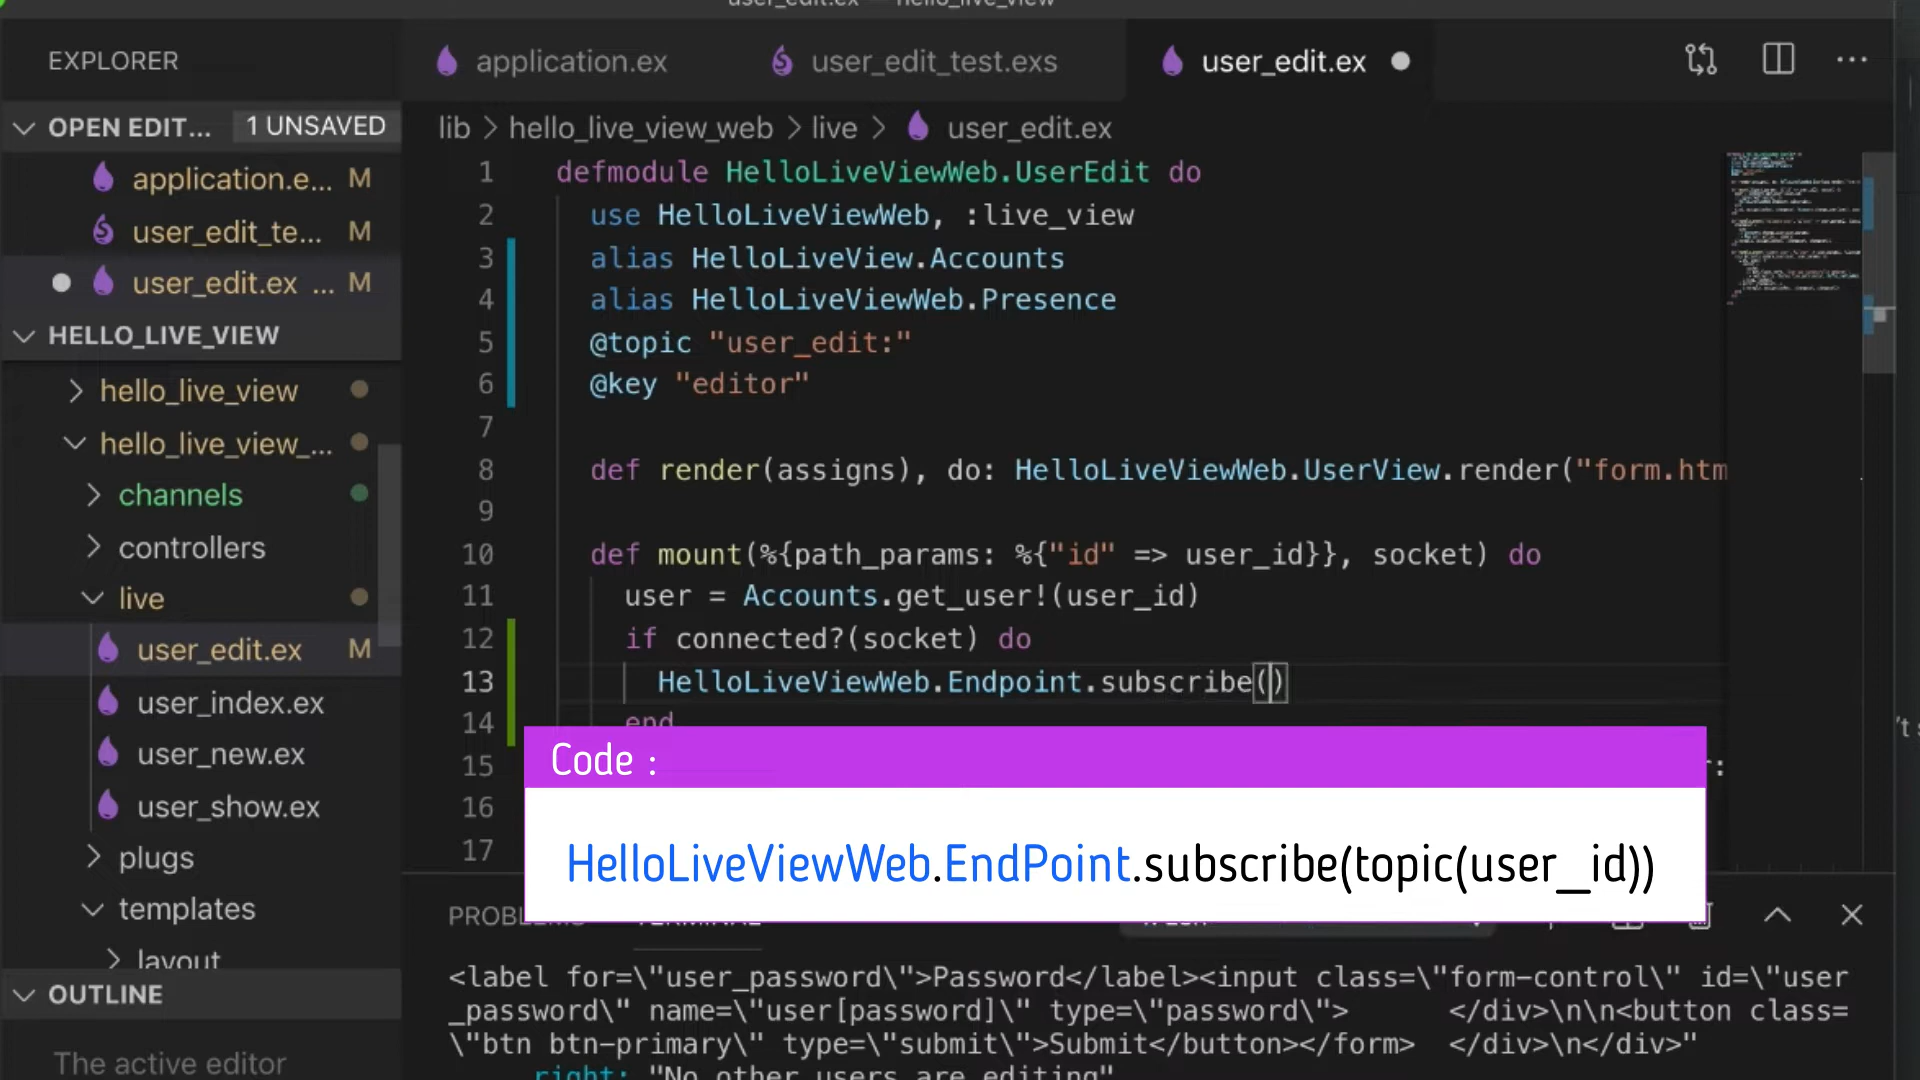 user_edit.ex — hello_live_view
EXPLORER
application.ex
user_edit_test.exs
user_edit.ex
OPEN EDIT... 1 UNSAVED
application.e... M
user_edit_te... M
user_edit.ex ... M
HELLO_LIVE_VIEW
hello_live_view
hello_live_view_...
channels
controllers
live
user_edit.ex M
user_index.ex
user_new.ex
user_show.ex
plugs
templates
layout
OUTLINE
The active editor
lib > hello_live_view_web > live > user_edit.ex
1 defmodule HelloLiveViewWeb.UserEdit do
2 use HelloLiveViewWeb, :live_view
3 alias HelloLiveView.Accounts
4 alias HelloLiveViewWeb.Presence
5 @topic "user_edit:"
6 @key "editor"
7
8 def render(assigns), do: HelloLiveViewWeb.UserView.render("form.htm
9
10 def mount(%{path_params: %{"id" => user_id}}, socket) do
11 user = Accounts.get_user!(user_id)
12 if connected?(socket) do
13 HelloLiveViewWeb.Endpoint.subscribe()
14 end
15
16
17
Code :
HelloLiveViewWeb.EndPoint.subscribe(topic(user_id))
PROBLEMS TERMINAL
<label for=\"user_password\">Password</label><input class=\"form-control\" id=\"user
_password\" name=\"user[password]\" type=\"password\"> </div>\n\n<button class=
\"btn btn-primary\" type=\"submit\">Submit</button></form> </div>\n</div>"
right: "No other users are editing"